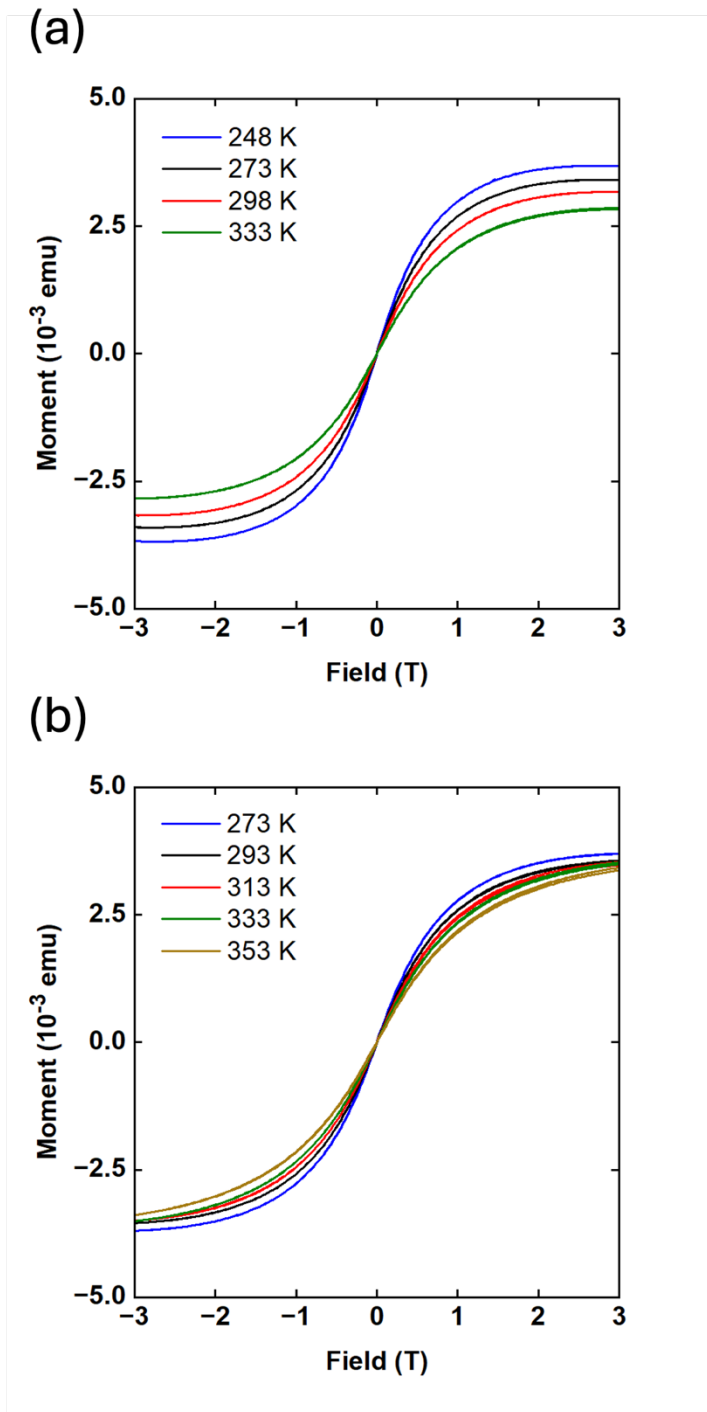 (a)
5.0
248 K
273 K
298 K
333 K
2.5
0.0
−2.5
−5.0
Moment (10⁻³ emu)
−3 −2 −1 0 1 2 3
Field (T)
(b)
5.0
273 K
293 K
313 K
333 K
353 K
2.5
0.0
−2.5
−5.0
Moment (10⁻³ emu)
−3 −2 −1 0 1 2 3
Field (T)